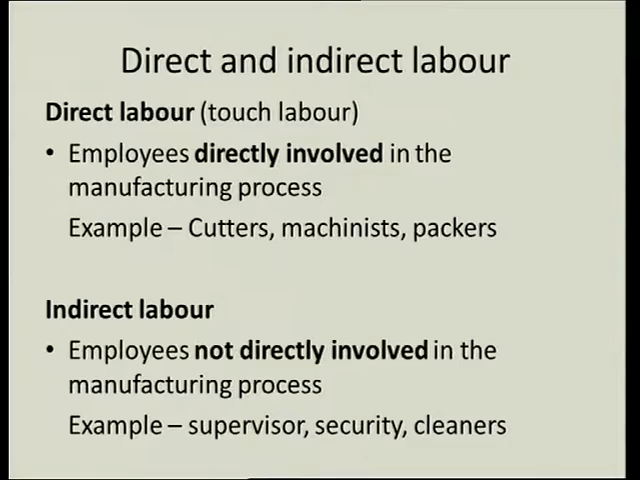 Direct and indirect labour
Direct labour (touch labour)
• Employees directly involved in the
manufacturing process
Example – Cutters, machinists, packers
Indirect labour
• Employees not directly involved in the
manufacturing process
Example – supervisor, security, cleaners